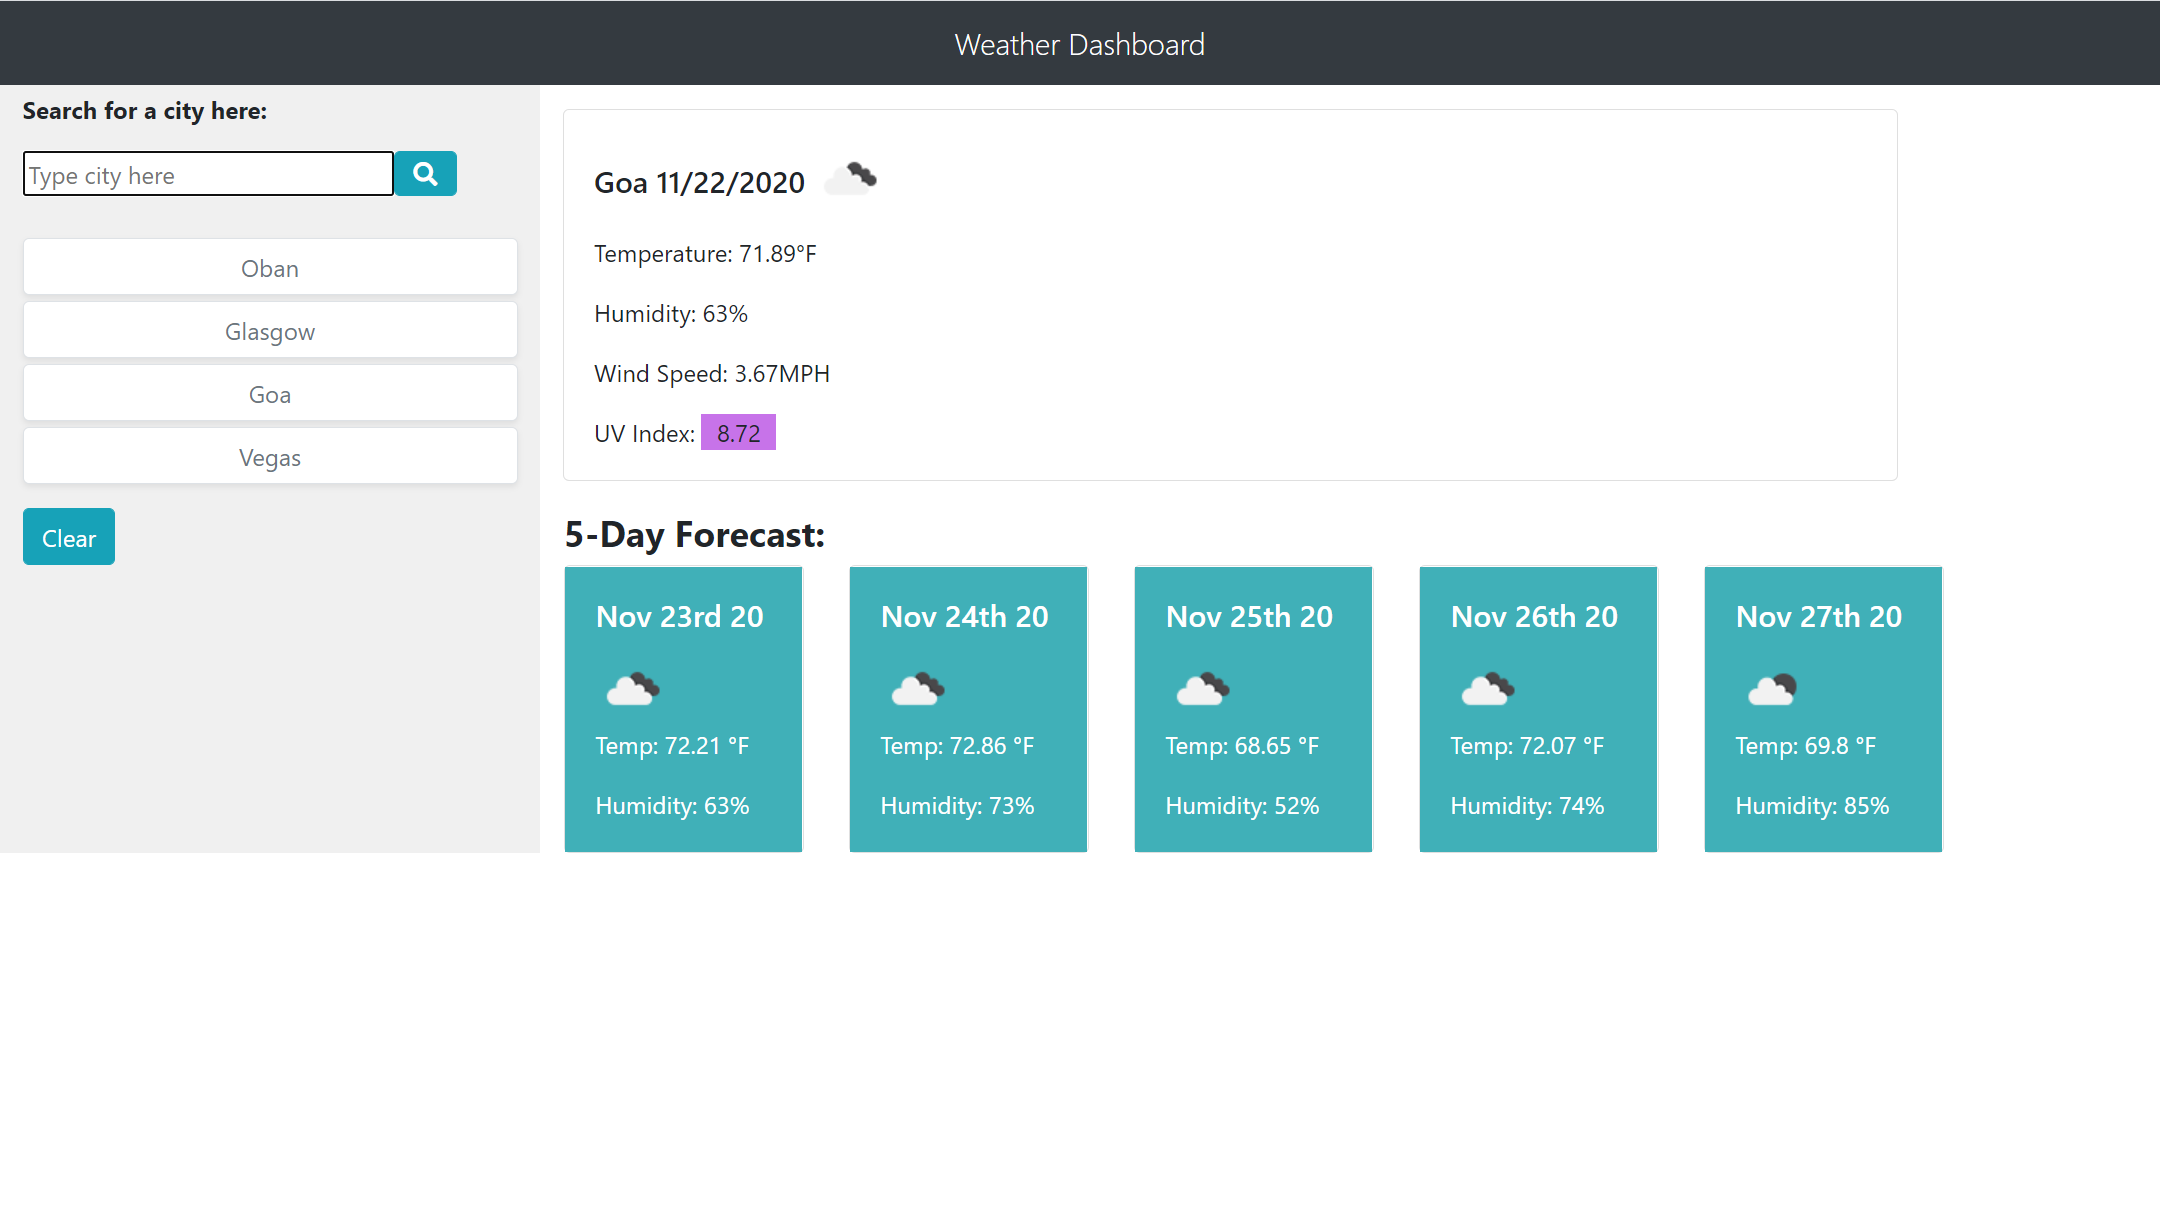 Weather Dashboard
Search for a city here:
Type city here
Oban
Glasgow
Goa
Vegas
Clear
Goa 11/22/2020
Temperature: 71.89°F
Humidity: 63%
Wind Speed: 3.67MPH
UV Index: 8.72
5-Day Forecast:
Nov 23rd 20
Temp: 72.21 °F
Humidity: 63%
Nov 24th 20
Temp: 72.86 °F
Humidity: 73%
Nov 25th 20
Temp: 68.65 °F
Humidity: 52%
Nov 26th 20
Temp: 72.07 °F
Humidity: 74%
Nov 27th 20
Temp: 69.8 °F
Humidity: 85%